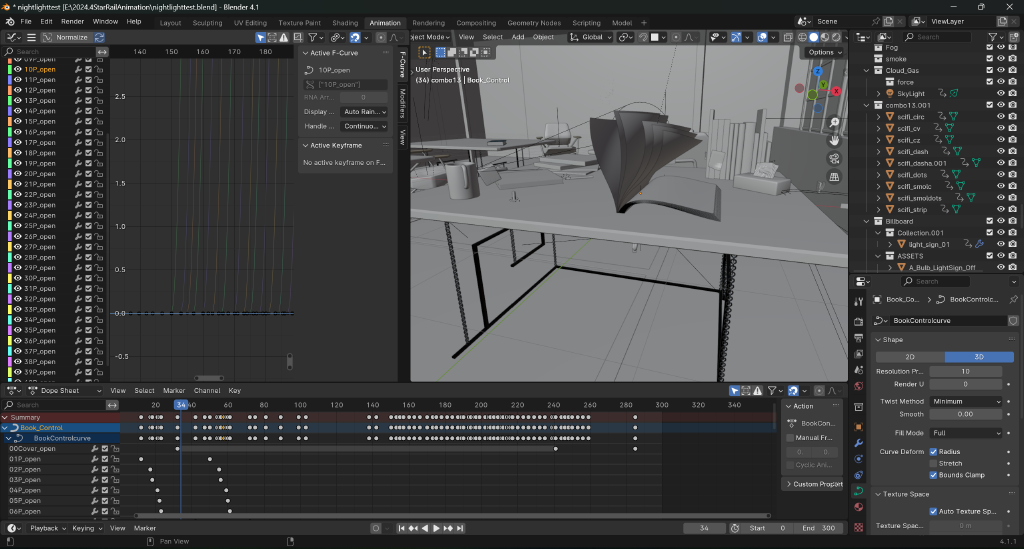 * nightlighttest [E:\2024.4StarRailAnimation\nightlighttest.blend] - Blender 4.1
File Edit Render Window Help Layout Sculpting UV Editing Texture Paint Shading Animation Rendering Compositing Geometry Nodes Scripting Model + Scene ViewLayer
Normalize
Object Mode View Select Add Object Global
Search
140 150 160 170 180
Options
09P_open
10P_open
11P_open
12P_open
13P_open
14P_open
15P_open
16P_open
17P_open
18P_open
19P_open
20P_open
21P_open
22P_open
23P_open
24P_open
25P_open
26P_open
27P_open
28P_open
29P_open
30P_open
31P_open
32P_open
33P_open
34P_open
35P_open
36P_open
37P_open
38P_open
39P_open
2.5
2.0
1.5
1.0
0.5
0.0
-0.5
Active F-Curve
10P_open
["10P_open"]
RNA Arr... 0
Display ... Auto Rain...
Handle ... Continuo...
Active Keyframe
No active keyframe on F...
F-Curve
Modifiers
View
User Perspective
(34) combo13 | Book_Control
Z
Y
X
Search
Fog
smoke
Cloud_Gas
force
SkyLight
combo13.001
scifi_circ
scifi_cv
scifi_cz
scifi_dash
scifi_dasha.001
scifi_dots
scifi_smolc
scifi_smoldots
scifi_strip
Billboard
Collection.001
light_sign_01
ASSETS
A_Bulb_LightSign_Off
Search
Book_Co... BookControlc...
BookControlcurve
Shape
2D 3D
Resolution Pr... 10
Render U 0
Twist Method Minimum
Smooth 0.00
Fill Mode Full
Curve Deform Radius
Stretch
Bounds Clamp
Texture Space
Auto Texture Sp...
Texture Spac... 0 m
Dope Sheet View Select Marker Channel Key
Search
20 34 60 80 100 120 140 160 180 200 220 240 260 280 300 320 340
Summary
Book_Control
BookControlcurve
00Cover_open
01P_open
02P_open
03P_open
04P_open
05P_open
06P_open
Action
BookCon...
Manual Fr...
0. 0.
Cyclic Ani...
Custom Propert
Playback Keying View Marker 34 Start 0 End 300
Pan View 4.1.1